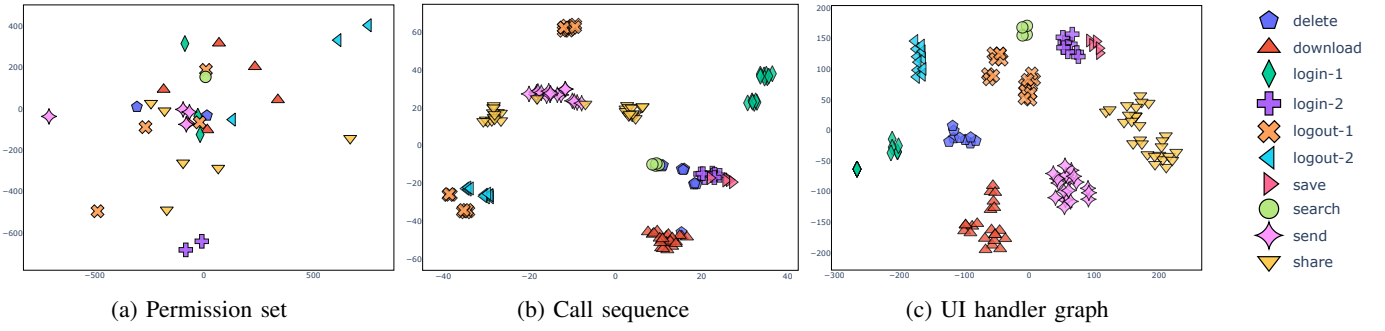 400
200
0
−200
−400
−600
−500
0
500
(a) Permission set
60
40
20
0
−20
−40
−60
−40
−20
0
20
40
(b) Call sequence
200
150
100
50
0
−50
−100
−150
−200
−300
−200
−100
0
100
200
(c) UI handler graph
delete
download
login-1
login-2
logout-1
logout-2
save
search
send
share